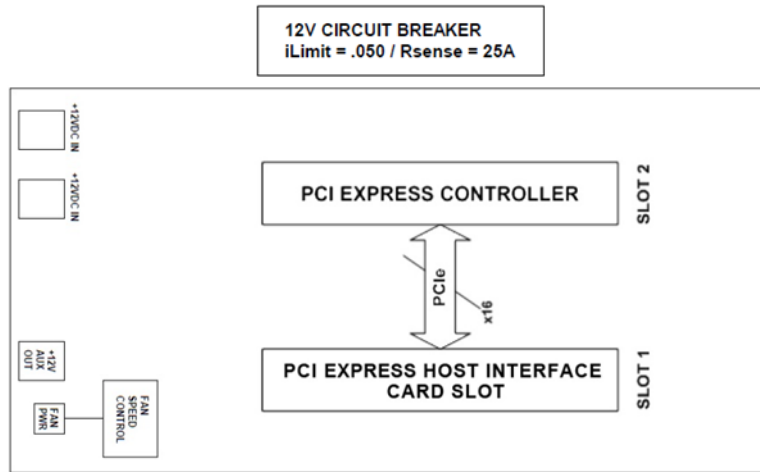 12V CIRCUIT BREAKER
iLimit = .050 / Rsense = 25A
+12VDC IN
+12VDC IN
PCI EXPRESS CONTROLLER
SLOT 2
PCIe
x16
+12V
AUX
OUT
PCI EXPRESS HOST INTERFACE
CARD SLOT
SLOT 1
FAN
PWR
FAN
SPEED
CONTROL